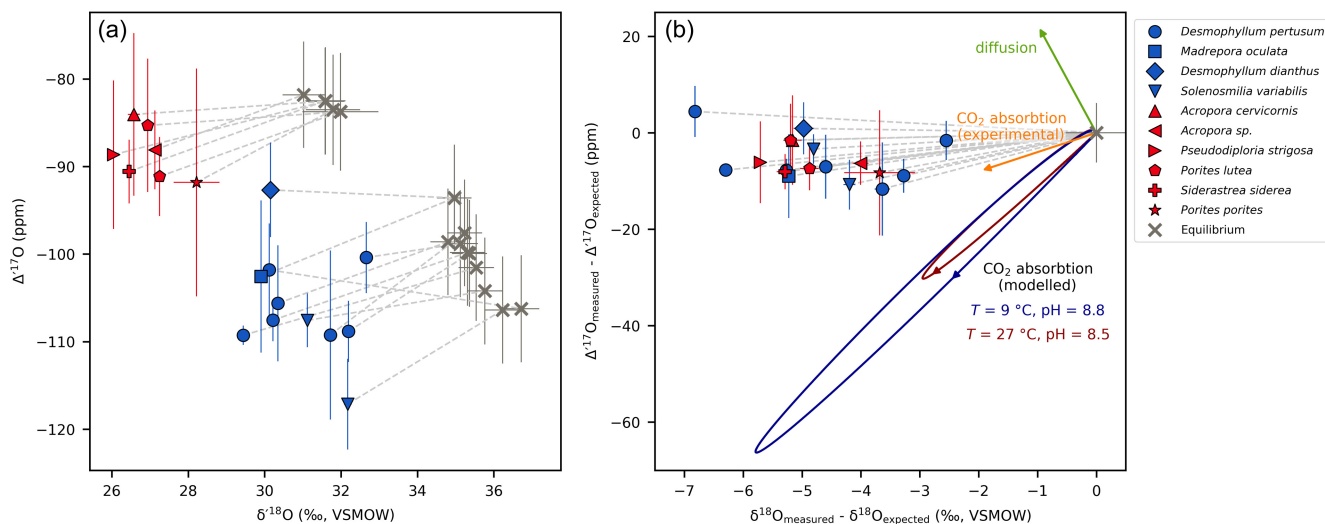 (a)
−80
−90
−100
−110
−120
Δ′¹⁷O (ppm)
26 28 30 32 34 36
δ′¹⁸O (‰, VSMOW)
(b)
20
0
−20
−40
−60
Δ′¹⁷Omeasured - Δ′¹⁷Oexpected (ppm)
−7 −6 −5 −4 −3 −2 −1 0
δ¹⁸Omeasured - δ¹⁸Oexpected (‰, VSMOW)
diffusion
CO₂ absorbtion
(experimental)
CO₂ absorbtion
(modelled)
T = 9 °C, pH = 8.8
T = 27 °C, pH = 8.5
Desmophyllum pertusum
Madrepora oculata
Desmophyllum dianthus
Solenosmilia variabilis
Acropora cervicornis
Acropora sp.
Pseudodiploria strigosa
Porites lutea
Siderastrea siderea
Porites porites
Equilibrium